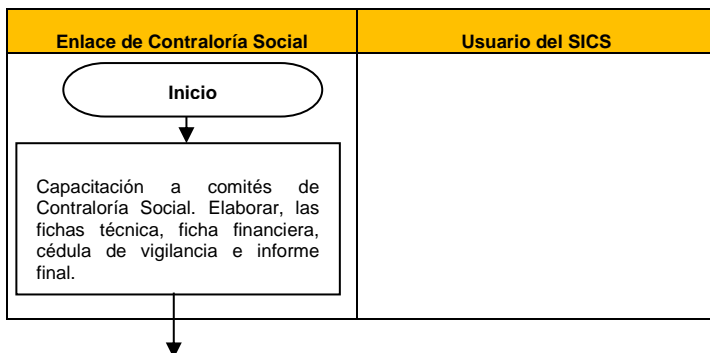 Enlace de Contraloría Social
Usuario del SICS
Inicio
Capacitación a comités de
Contraloría Social. Elaborar, las
fichas técnica, ficha financiera,
cédula de vigilancia e informe
final.